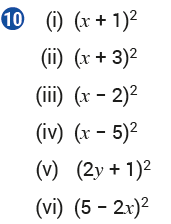 10 (i) (x + 1)²
(ii) (x + 3)²
(iii) (x − 2)²
(iv) (x − 5)²
(v) (2y + 1)²
(vi) (5 − 2x)²